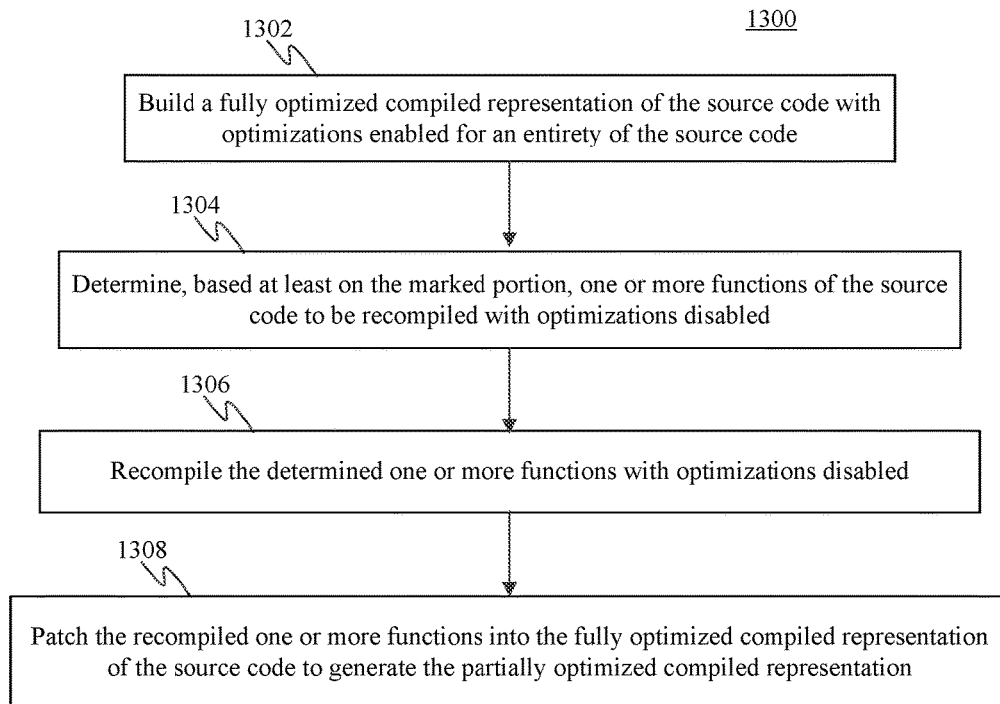 1300
1302
Build a fully optimized compiled representation of the source code with
optimizations enabled for an entirety of the source code
1304
Determine, based at least on the marked portion, one or more functions of the source
code to be recompiled with optimizations disabled
1306
Recompile the determined one or more functions with optimizations disabled
1308
Patch the recompiled one or more functions into the fully optimized compiled representation
of the source code to generate the partially optimized compiled representation